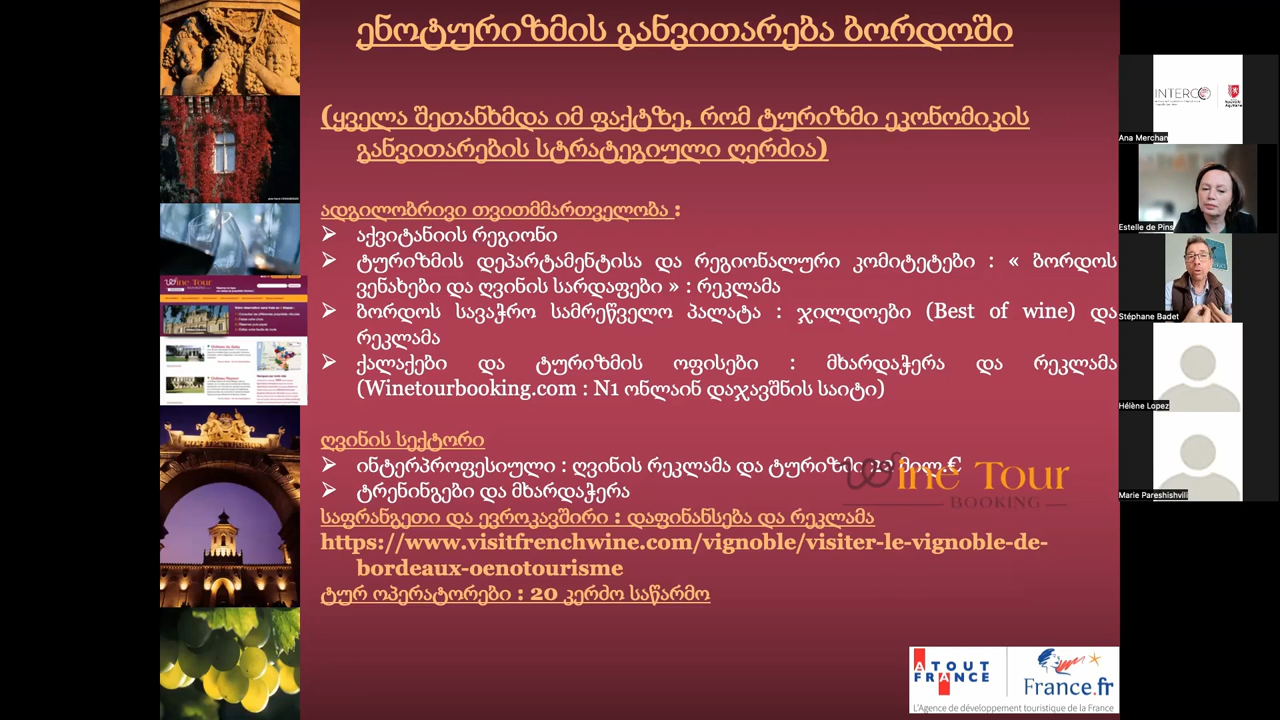 ენოტურიზმის განვითარება ბორდოში
(ყველა შეთანხმდა იმ ფაქტზე, რომ ტურიზმი ეკონომიკის
განვითარების სტრატეგიული ღერძია)
ადგილობრივი თვითმმართველობა :
➢ აქვიტანიის რეგიონი
➢ ტურიზმის დეპარტამენტისა და რეგიონალური კომიტეტები : « ბორდოს
ვენახები და ღვინის სარდაფები » : რეკლამა
➢ ბორდოს სავაჭრო სამრეწველო პალატა : ჯილდოები (Best of wine) და
რეკლამა
➢ ქალაქები და ტურიზმის ოფისები : მხარდაჭერა და რეკლამა
(Winetourbooing.com : N1 ონლაინ დაჯავშნის საიტი)
ღვინის სექტორი
➢ ინტერპროფესიული : ღვინის რეკლამა და ტურიზმი 22 მილ.€
➢ ტრენინგები და მხარდაჭერა
საფრანგეთი და ევროკავშირი : დაფინანსება და რეკლამა
https://www.visitfrenchwine.com/vignoble/visiter-le-vignoble-de-
bordeaux-oenotourisme
ტურ ოპერატორები : 20 კერძო საწარმო
Wine Tour
BOOKING
Wine Tour
ATOUT
FRANCE
France.fr
L'Agence de développement touristique de la France
INTERCO
Ana Merchan
Estelle de Pins
Stéphane Badet
Hélène Lopez
Marie Pareshishvili